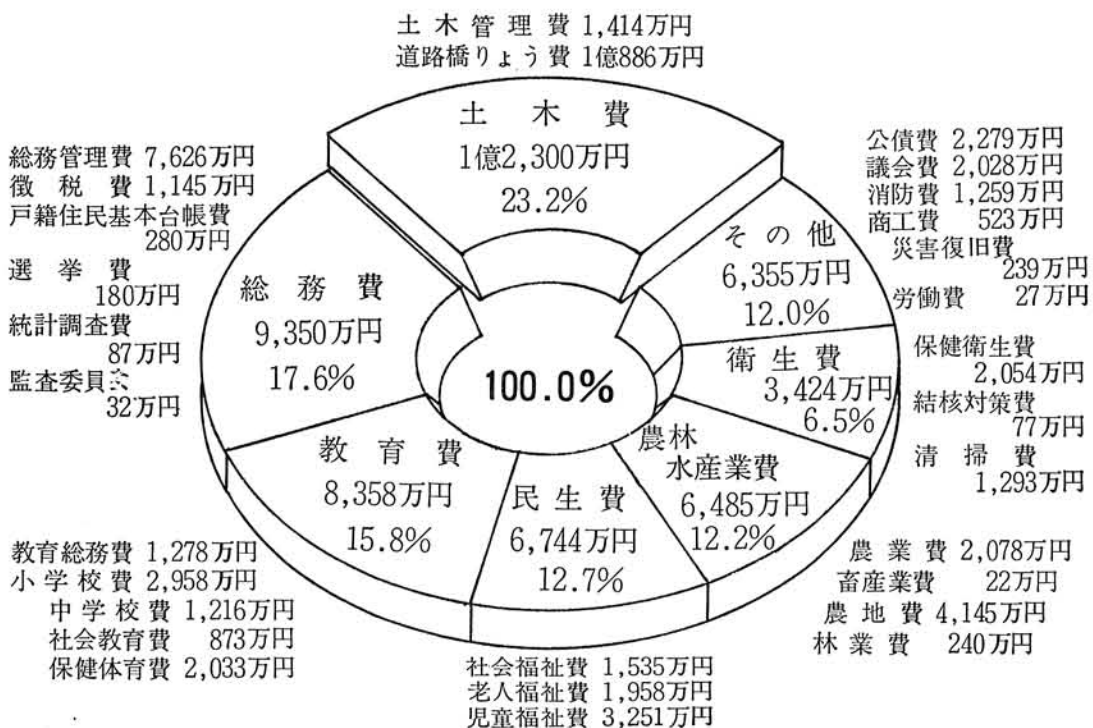 土木管理費 1,414万円
道路橋りょう費 1億886万円
土木費
1億2,300万円
23.2%
総務管理費 7,626万円
徴税費 1,145万円
戸籍住民基本台帳費
280万円
選挙費
180万円
統計調査費
87万円
監査委員会
32万円
総務費
9,350万円
17.6%
公債費 2,279万円
議会費 2,028万円
消防費 1,259万円
商工費 523万円
災害復旧費
239万円
労働費 27万円
その他
6,355万円
12.0%
衛生費
3,424万円
6.5%
保健衛生費
2,054万円
結核対策費
77万円
清掃費
1,293万円
100.0%
教育費
8,358万円
15.8%
民生費
6,744万円
12.7%
農林
水産業費
6,485万円
12.2%
教育総務費 1,278万円
小学校費 2,958万円
中学校費 1,216万円
社会教育費 873万円
保健体育費 2,033万円
社会福祉費 1,535万円
老人福祉費 1,958万円
児童福祉費 3,251万円
農業費 2,078万円
畜産業費 22万円
農地費 4,145万円
林業費 240万円